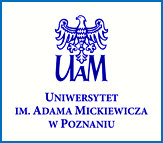 UAM
UNIWERSYTET
IM. ADAMA MICKIEWICZA
W POZNANIU